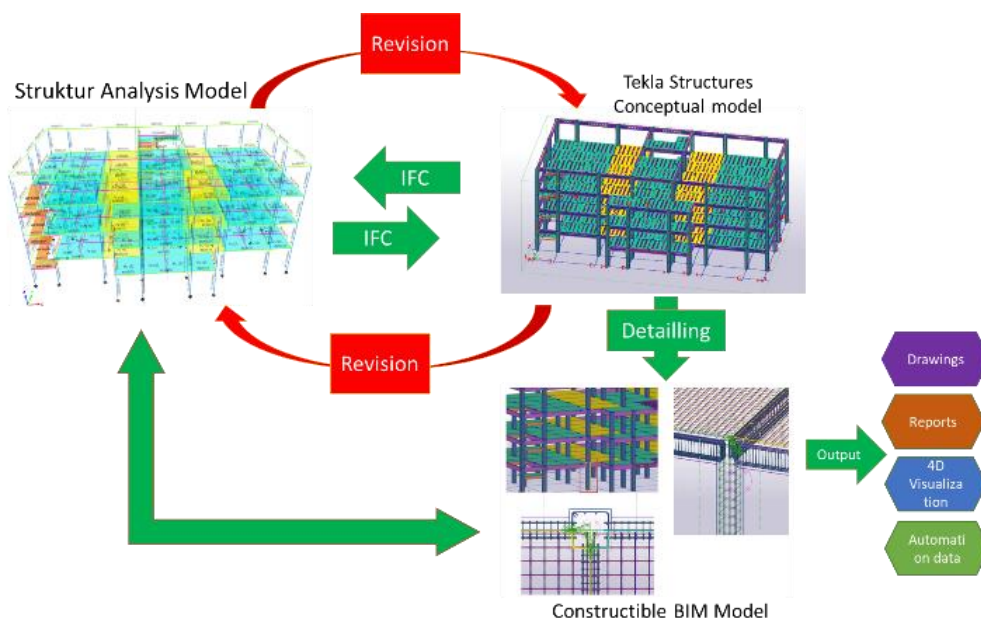 Revision
Struktur Analysis Model
Tekla Structures
Conceptual model
IFC
IFC
Revision
Detailling
Drawings
Reports
Output
4D
Visualiza
tion
Automati
on data
Constructible BIM Model